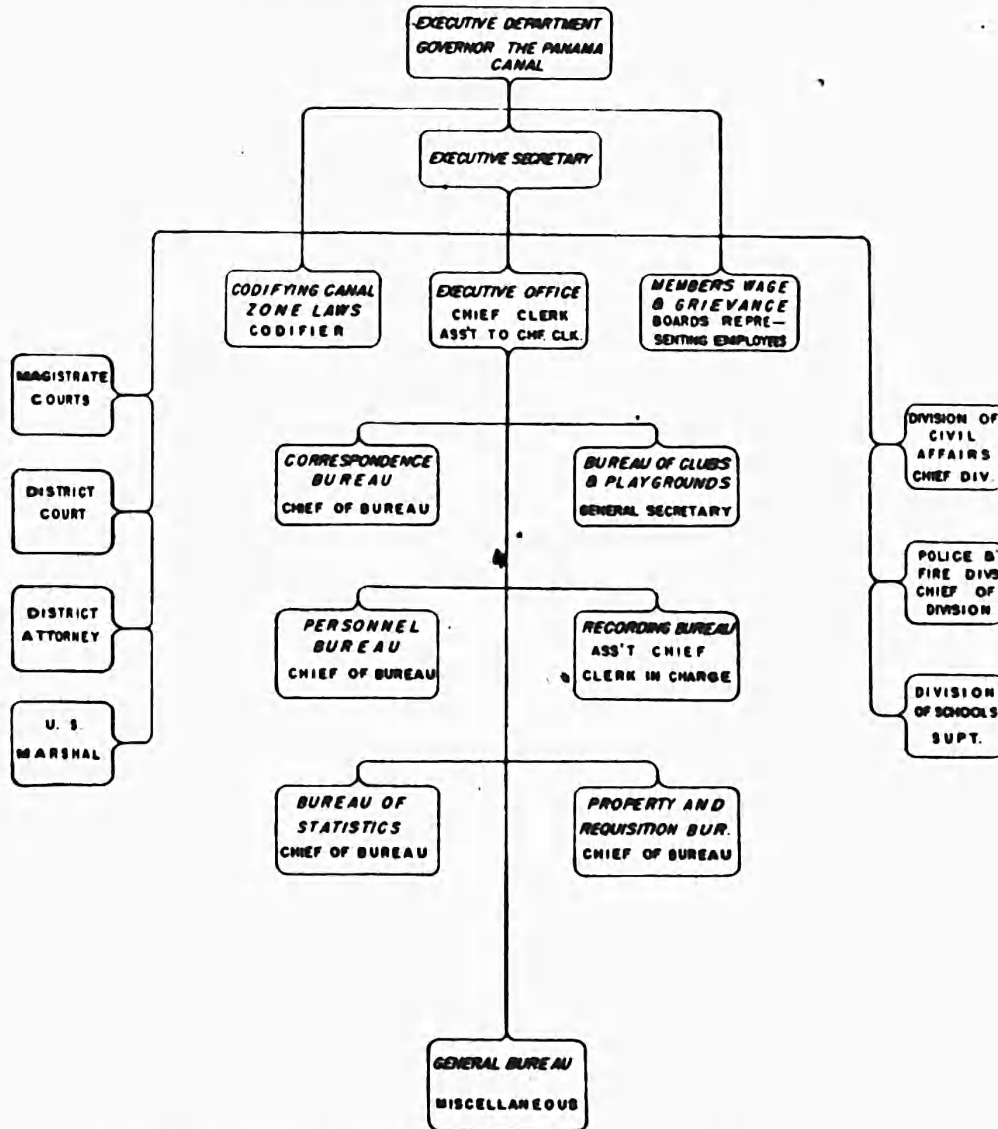 EXECUTIVE DEPARTMENT
GOVERNOR THE PANAMA
CANAL
EXECUTIVE SECRETARY
CODIFYING CANAL
ZONE LAWS
CODIFIER
EXECUTIVE OFFICE
CHIEF CLERK
ASS'T TO CHF. CLK.
MEMBERS WAGE
& GRIEVANCE
BOARDS REPRE-
SENTING EMPLOYEES
MAGISTRATE
COURTS
DISTRICT
COURT
DISTRICT
ATTORNEY
U. S.
MARSHAL
CORRESPONDENCE
BUREAU
CHIEF OF BUREAU
BUREAU OF CLUBS
& PLAYGROUNDS
GENERAL SECRETARY
PERSONNEL
BUREAU
CHIEF OF BUREAU
RECORDING BUREAU
ASS'T CHIEF
CLERK IN CHARGE
BUREAU OF
STATISTICS
CHIEF OF BUREAU
PROPERTY AND
REQUISITION BUR.
CHIEF OF BUREAU
DIVISION OF
CIVIL
AFFAIRS
CHIEF DIV.
POLICE
FIRE DIVS
CHIEF OF
DIVISION
DIVISION
OF SCHOOLS
SUPT.
GENERAL BUREAU
MISCELLANEOUS